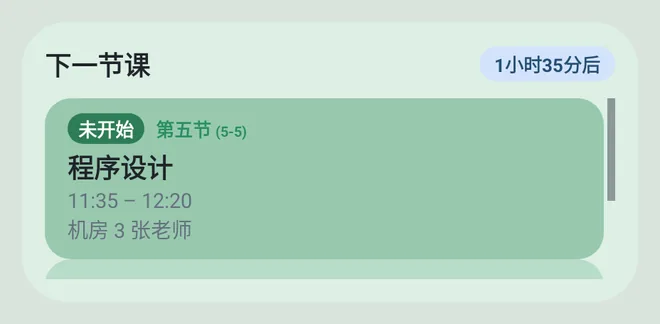 下一节课 1小时35分后
未开始 第五节 (5-5)
程序设计
11:35 – 12:20
机房 3 张老师